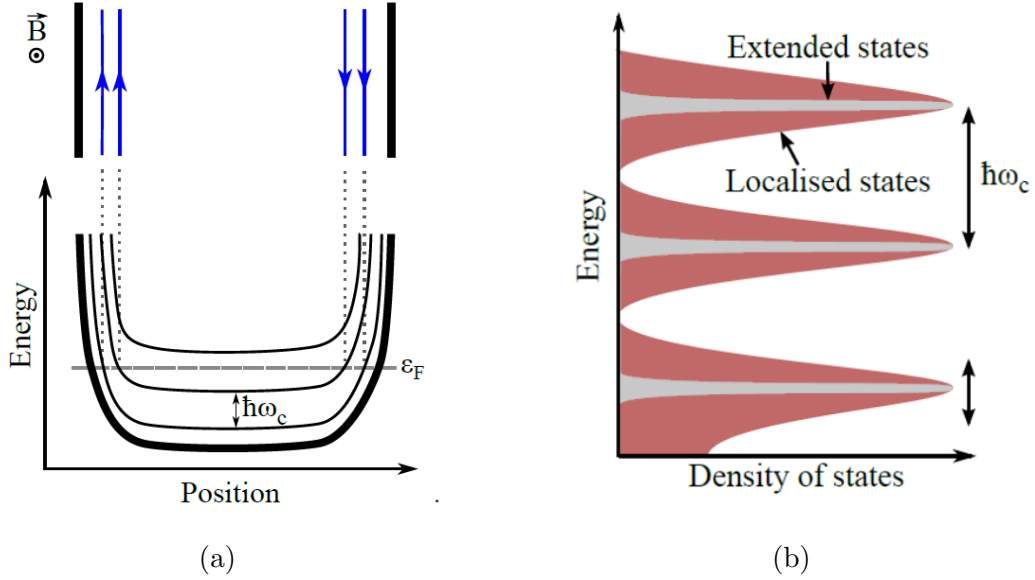 B
Energy
ε_F
ħω_c
Position
.
(a)
Extended states
Localised states
ħω_c
Energy
Density of states
(b)